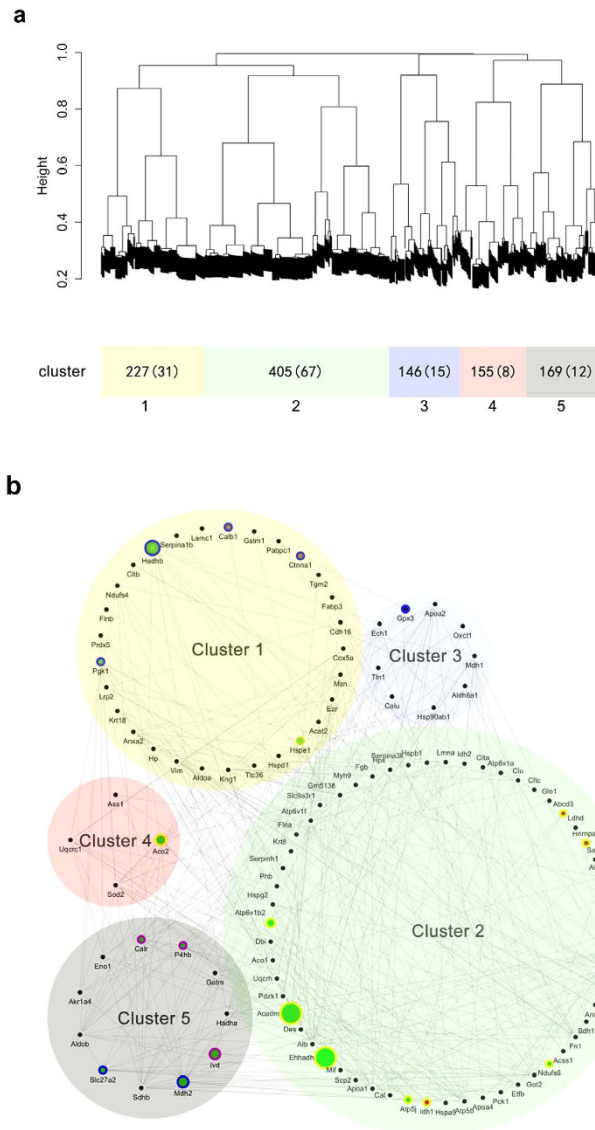 a
Height
1.0
0.8
0.6
0.4
0.2
cluster
227(31)
405(67)
146(15)
155(8)
169(12)
1
2
3
4
5
b
Cluster 1
Hadhb
Serpina1b
Lamc1
Calb1
Gstm1
Pabpc1
Ctnna1
Tgm2
Fabp3
Cdh16
Cox5a
Msn
Ezr
Acat2
Hspe1
Hspd1
Ttc36
Kng1
Aldoa
Vim
Hp
Anxa2
Krt18
Lrp2
Pgk1
Prdx5
Flnb
Ndufs4
Cltb
Cluster 3
Gpx3
Apoa2
Oxct1
Mdh1
Aldh6a1
Hsp90ab1
Calu
Tln1
Ech1
Cluster 4
Ass1
Aco2
Sod2
Uqcrc1
Cluster 5
Calr
P4hb
Galm
Hadha
Ivd
Mdh2
Sdhb
Slc27a2
Aldob
Akr1a4
Eno1
Cluster 2
Serpina3k
Hspb1
Lmna
Idh2
Clta
Atp6v1a
Clu
Cltc
Glo1
Abcd3
Ldhd
Hnrnpa
Bdh1
Fn1
Acss1
Ndufs6
Got2
Etfb
Pck1
Apoa4
Atp5b
Hspa9
Idh1
Atp5j
Cat
Apoa1
Scp2
Mif
Ehhadh
Alb
Des
Acadm
Pdzk1
Uqcrh
Aco1
Dbi
Atp6v1b2
Hspg2
Phb
Serpinh1
Krt8
Flna
Atp6v1f
Slc9a3r1
Gm5138
Myh9
Fgb
Hpx